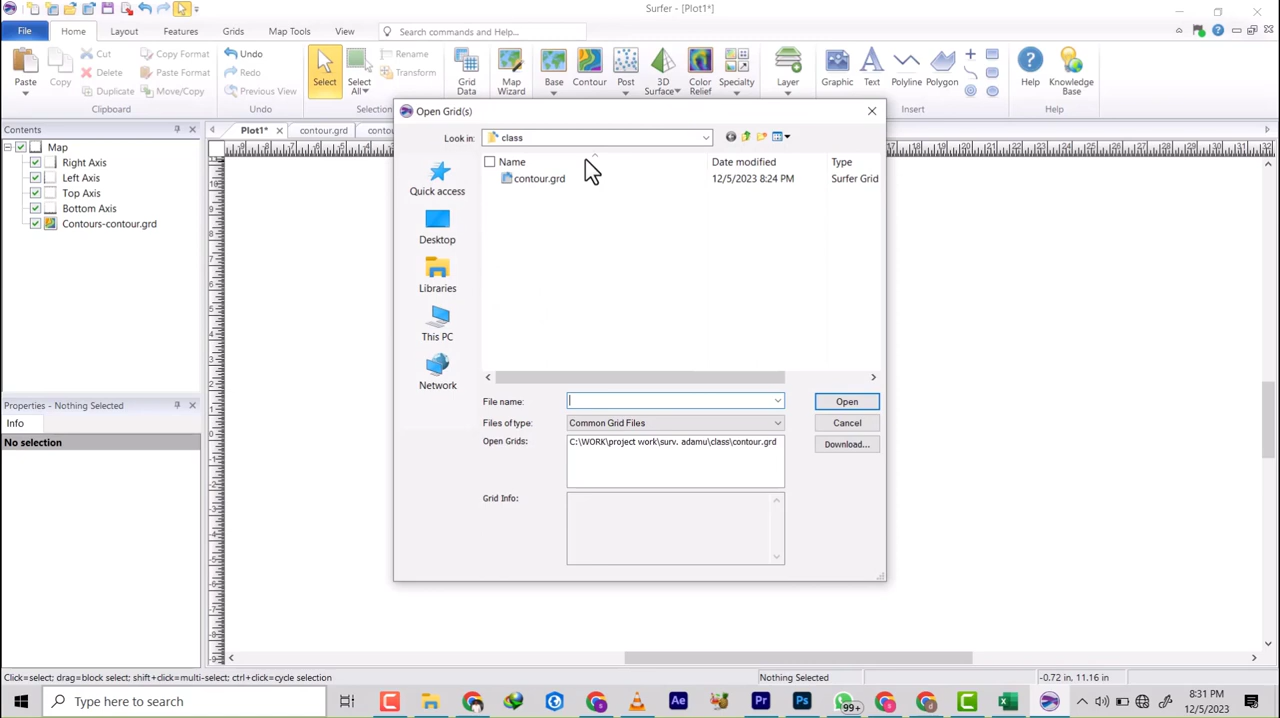 Surfer - [Plot1*]
File Home Layout Features Grids Map Tools View Search commands and Help...
Paste Cut Copy Delete Duplicate Copy Format Paste Format Move/Copy
Clipboard
Undo Redo Previous View
Undo
Select Select All Rename Transform
Selection
Grid Data
Map Wizard Base Contour Post 3D Surface Color Relief Specialty
Layer
Graphic Text Polyline Polygon
Insert
Help Knowledge Base
Help
Contents
Plot1* contour.grd
Map
Right Axis
Left Axis
Top Axis
Bottom Axis
Contours-contour.grd
Open Grid(s)
Look in: class
Name Date modified Type
contour.grd 12/5/2023 8:24 PM Surfer Grid
Quick access
Desktop
Libraries
This PC
Network
File name: Open
Files of type: Common Grid Files Cancel
Open Grids: C:\WORK\project work\surv. adamu\class\contour.grd Download...
Grid Info:
Properties - Nothing Selected
Info
No selection
Click=select; drag=block select; shift+click=multi-select; ctrl+click=cycle selection Nothing Selected -0.72 in, 11.16 in
Type here to search
Ae Pr Ps 99+
8:31 PM
12/5/2023